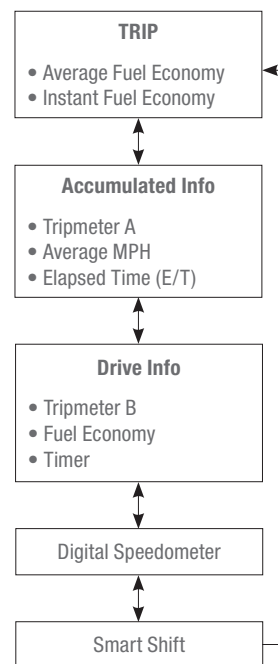 TRIP
• Average Fuel Economy
• Instant Fuel Economy
Accumulated Info
• Tripmeter A
• Average MPH
• Elapsed Time (E/T)
Drive Info
• Tripmeter B
• Fuel Economy
• Timer
Digital Speedometer
Smart Shift